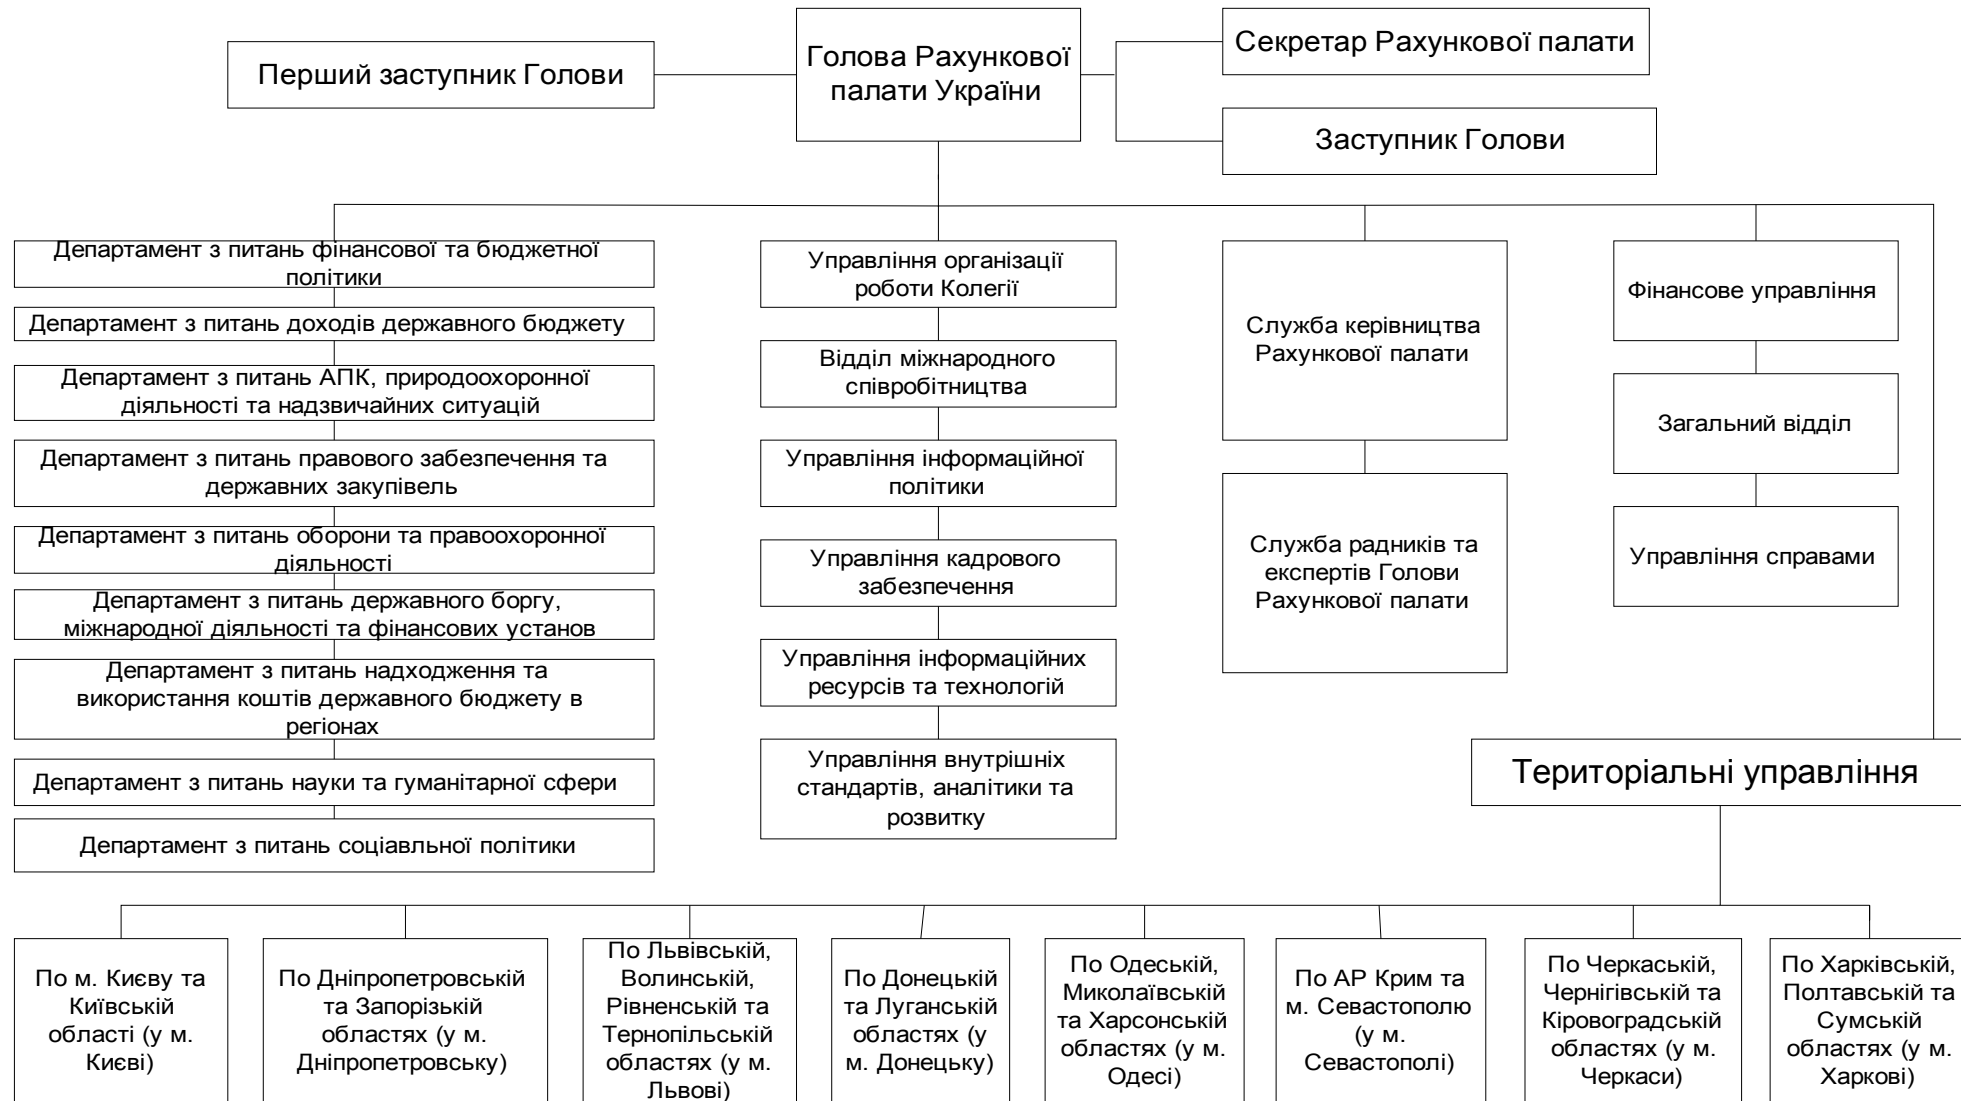 Перший заступник Голови
Голова Рахункової
палати України
Секретар Рахункової палати
Заступник Голови
Департамент з питань фінансової та бюджетної
політики
Департамент з питань доходів державного бюджету
Департамент з питань АПК, природоохоронної
діяльності та надзвичайних ситуацій
Департамент з питань правового забезпечення та
державних закупівель
Департамент з питань оборони та правоохоронної
діяльності
Департамент з питань державного боргу,
міжнародної діяльності та фінансових установ
Департамент з питань надходження та
використання коштів державного бюджету в
регіонах
Департамент з питань науки та гуманітарної сфери
Департамент з питань соціавльної політики
Управління організації
роботи Колегії
Відділ міжнародного
співробітництва
Управління інформаційної
політики
Управління кадрового
забезпечення
Управління інформаційних
ресурсів та технологій
Управління внутрішніх
стандартів, аналітики та
розвитку
Служба керівництва
Рахункової палати
Служба радників та
експертів Голови
Рахункової палати
Фінансове управління
Загальний відділ
Управління справами
Територіальні управління
По м. Києву та
Київській
області (у м.
Києві)
По Дніпропетровській
та Запорізькій
областях (у м.
Дніпропетровську)
По Львівській,
Волинській,
Рівненській та
Тернопільській
областях (у м.
Львові)
По Донецькій
та Луганській
областях (у
м. Донецьку)
По Одеській,
Миколаївській
та Харсонській
областях (у м.
Одесі)
По АР Крим та
м. Севастополю
(у м.
Севастополі)
По Черкаській,
Чернігівській та
Кіровоградській
областях (у м.
Черкаси)
По Харківській,
Полтавській та
Сумській
областях (у м.
Харкові)